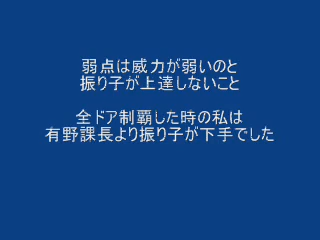 弱点は威力が弱いのと
振り子が上達しないこと
全ドア制覇した時の私は
有野課長より振り子が下手でした